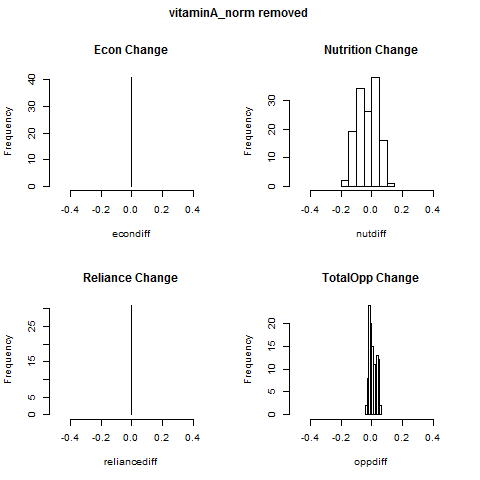 vitaminA_norm removed
Econ Change
Frequency
0 10 20 30 40
-0.4 -0.2 0.0 0.2 0.4
econdiff
Nutrition Change
Frequency
0 10 20 30
-0.4 -0.2 0.0 0.2 0.4
nutdiff
Reliance Change
Frequency
0 5 15 25
-0.4 -0.2 0.0 0.2 0.4
reliancediff
TotalOpp Change
Frequency
0 5 10 15 20
-0.4 -0.2 0.0 0.2 0.4
oppdiff